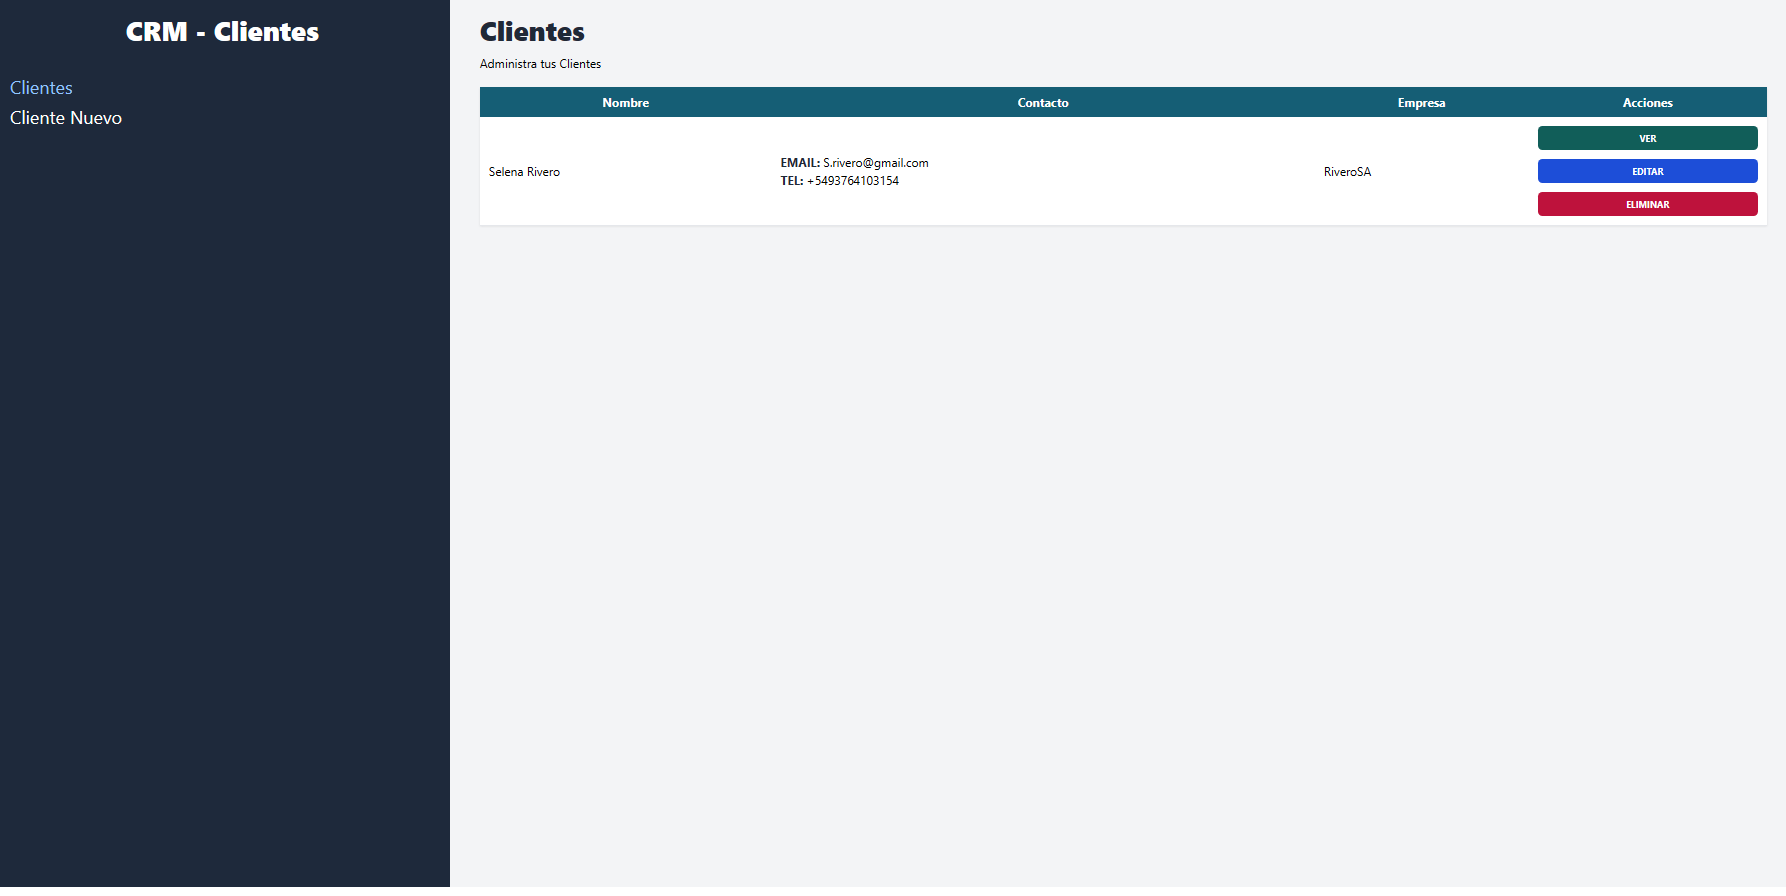 CRM - Clientes
Clientes
Cliente Nuevo
Clientes
Administra tus Clientes
Nombre Contacto Empresa Acciones
Selena Rivero
EMAIL: S.rivero@gmail.com
TEL: +5493764103154
RiveroSA
VER
EDITAR
ELIMINAR